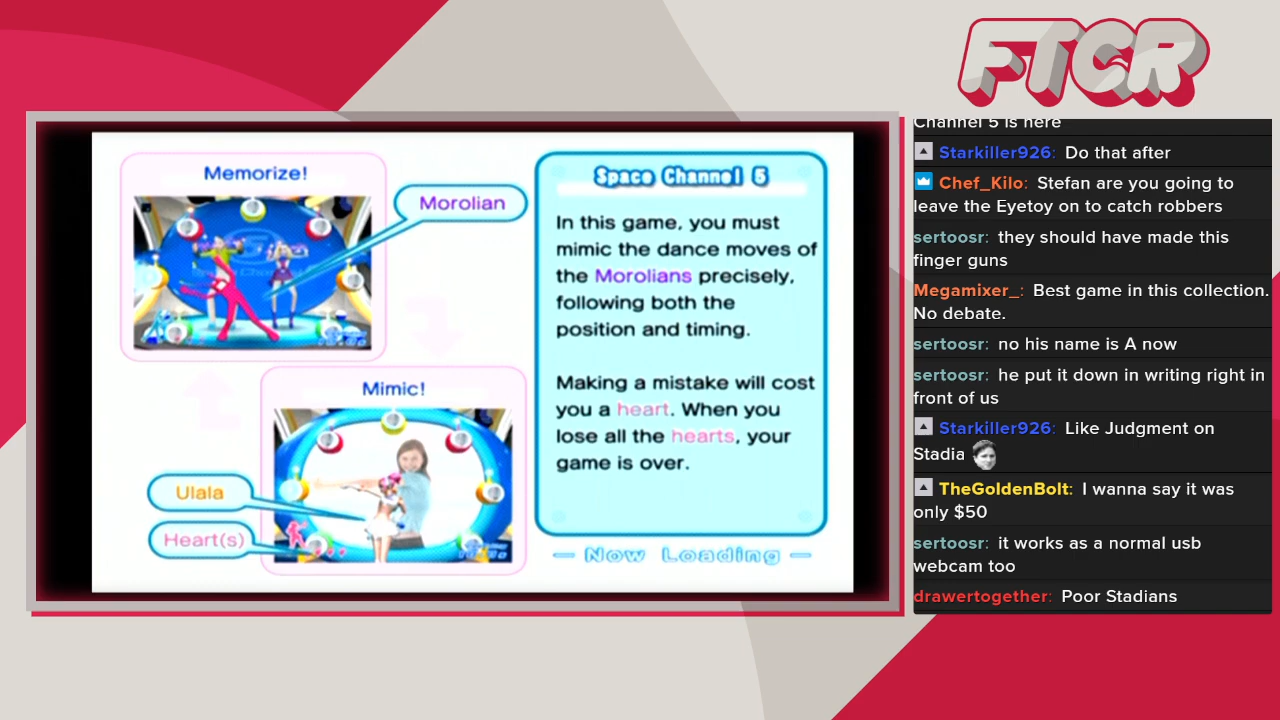 FTCR
Memorize!
Morolian
Mimic!
Ulala
Heart(s)
Space Channel 5
In this game, you must
mimic the dance moves of
the Morolians precisely,
following both the
position and timing.
Making a mistake will cost
you a heart. When you
lose all the hearts, your
game is over.
— Now Loading —
Channel 5 is here
Starkiller926: Do that after
Chef_Kilo: Stefan are you going to
leave the Eyetoy on to catch robbers
sertoosr: they should have made this
finger guns
Megamixer_: Best game in this collection.
No debate.
sertoosr: no his name is A now
sertoosr: he put it down in writing right in
front of us
Starkiller926: Like Judgment on
Stadia
TheGoldenBolt: I wanna say it was
only $50
sertoosr: it works as a normal usb
webcam too
drawertogether: Poor Stadians